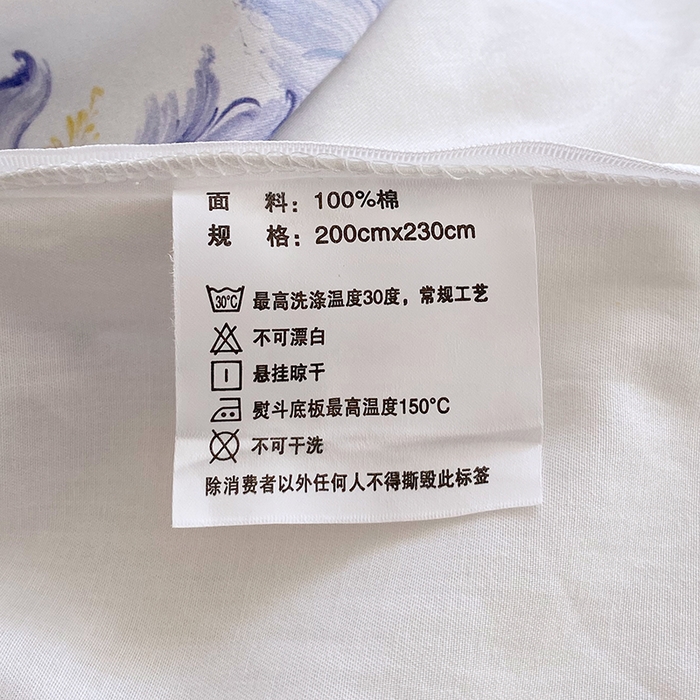 面 料：100%棉
规 格：200cmx230cm
30°C 最高洗涤温度30度，常规工艺
不可漂白
悬挂晾干
熨斗底板最高温度150°C
不可干洗
除消费者以外任何人不得撕毁此标签